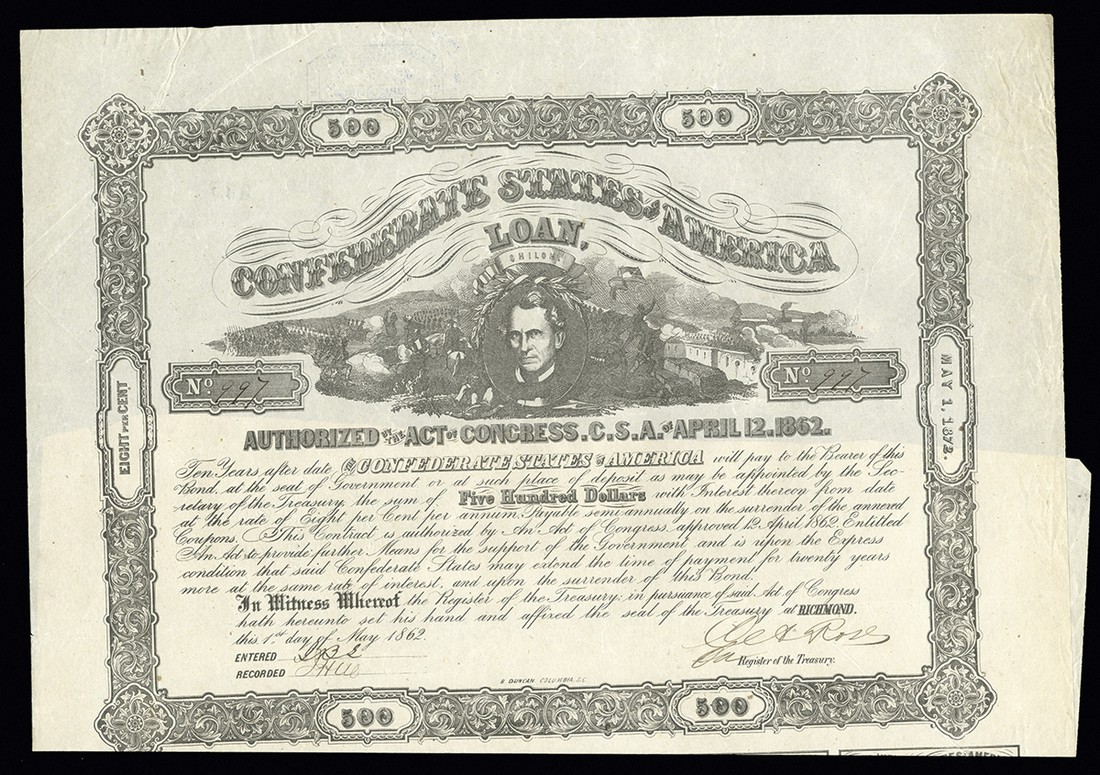 500 500
CONFEDERATE STATES OF AMERICA
LOAN,
SHILOH
No 997 No 997
EIGHT PER CENT
MAY 1, 1872.
AUTHORIZED BY THE ACT OF CONGRESS. C. S. A. OF APRIL 12. 1862.
Ten Years after date the CONFEDERATE STATES OF AMERICA will pay to the Bearer of this
Bond, at the seat of Government or at such place of deposit as may be appointed by the Sec-
retary of the Treasury, the sum of Five Hundred Dollars with Interest thereon from date
at the rate of Eight per Cent per annum, Payable semi-annually on the surrender of the annexed
Coupons. This Contract is authorized by An Act of Congress, approved 12 April 1862, Entitled
An Act to provide further Means for the support of the Government and is upon the Express
condition that said Confederate States may extend the time of payment for twenty years
more at the same rate of interest, and upon the surrender of this Bond.
In Witness Whereof the Register of the Treasury; in pursuance of said Act of Congress
hath hereunto set his hand and affixed the seal of the Treasury at RICHMOND.
this 1st day of May 1862.
ENTERED
RECORDED
Rose
Register of the Treasury.
B DUNCAN. COLUMBIA, S.C.
500 500